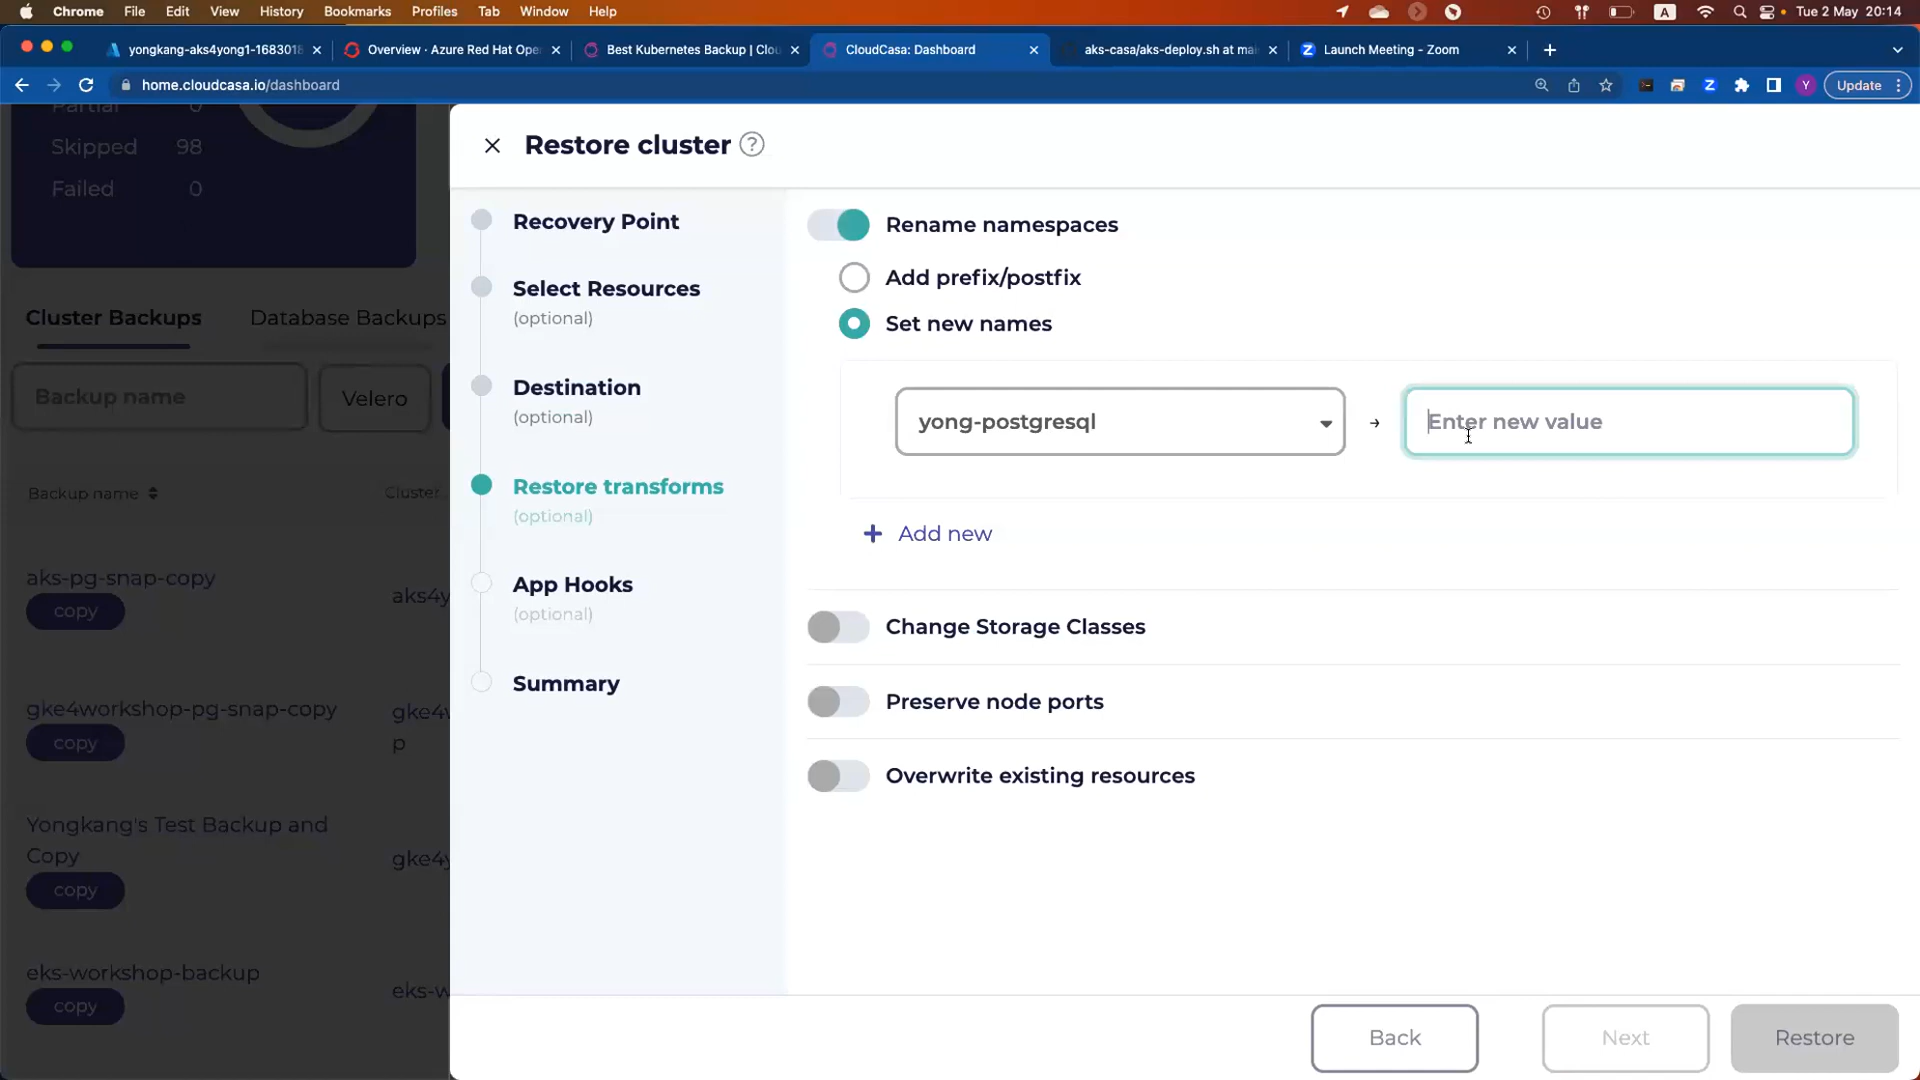 Chrome File Edit View History Bookmarks Profiles Tab Window Help A Tue 2 May 20:14
yongkang-aks4yong1-1683018 Overview · Azure Red Hat Ope Best Kubernetes Backup | Clou CloudCasa: Dashboard aks-casa/aks-deploy.sh at mai Launch Meeting - Zoom
home.cloudcasa.io/dashboard Y Update
Partial 0
Skipped 98
Failed 0
Cluster Backups Database Backups
Backup name Velero
Backup name Cluster
aks-pg-snap-copy aks4y
copy
gke4workshop-pg-snap-copy gke4w
p
copy
Yongkang's Test Backup and
Copy gke4y
copy
eks-workshop-backup eks-w
copy
Restore cluster ?
Recovery Point
Select Resources
(optional)
Destination
(optional)
Restore transforms
(optional)
App Hooks
(optional)
Summary
Rename namespaces
Add prefix/postfix
Set new names
yong-postgresql → Enter new value
+ Add new
Change Storage Classes
Preserve node ports
Overwrite existing resources
Back Next Restore